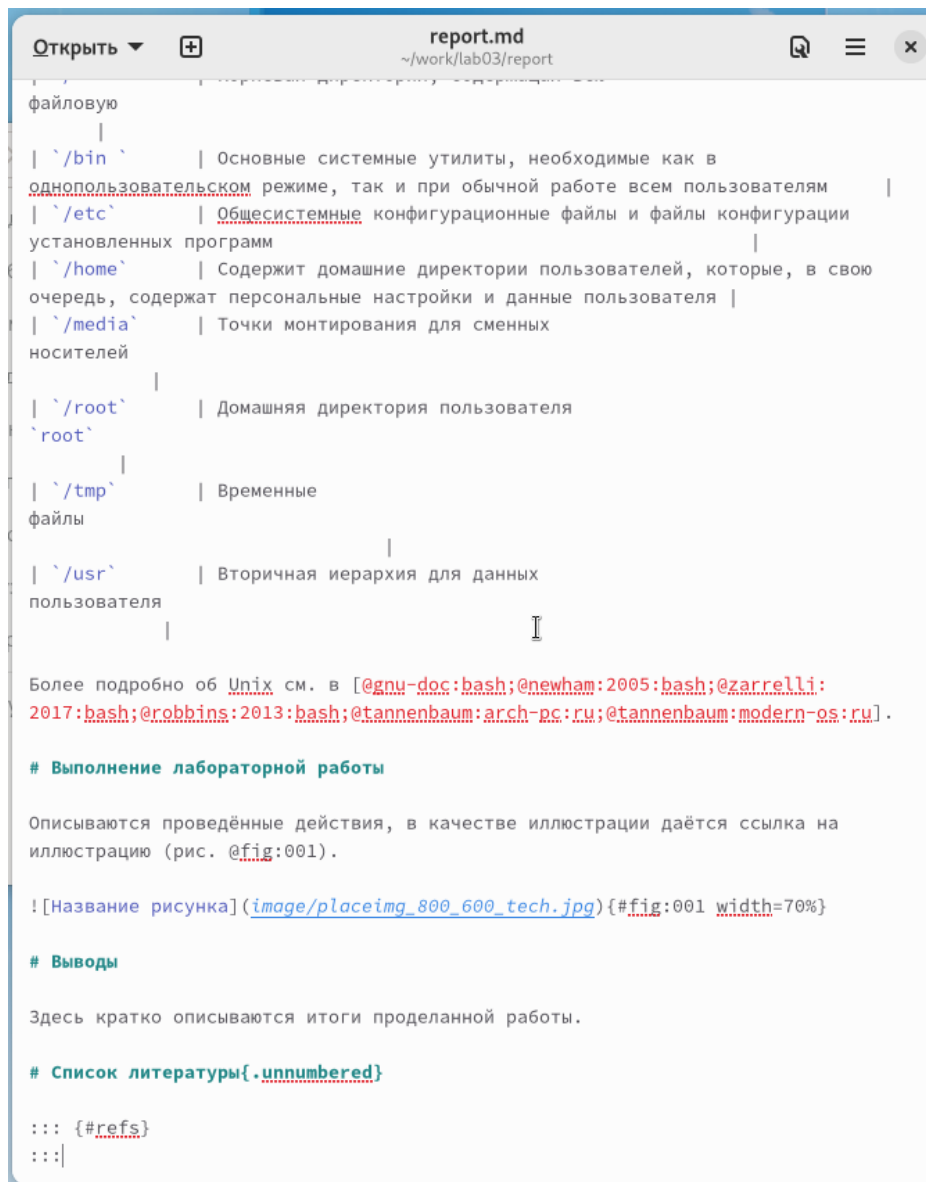 Открыть
report.md
~/work/lab03/report
файловую
|
| `/bin ` | Основные системные утилиты, необходимые как в
однопользовательском режиме, так и при обычной работе всем пользователям |
| `/etc` | Общесистемные конфигурационные файлы и файлы конфигурации
установленных программ |
| `/home` | Содержит домашние директории пользователей, которые, в свою
очередь, содержат персональные настройки и данные пользователя |
| `/media` | Точки монтирования для сменных
носителей
|
| `/root` | Домашняя директория пользователя
`root`
|
| `/tmp` | Временные
файлы
|
| `/usr` | Вторичная иерархия для данных
пользователя
|
Более подробно об Unix см. в [@gnu-doc:bash;@newham:2005:bash;@zarrelli:
2017:bash;@robbins:2013:bash;@tannenbaum:arch-pc:ru;@tannenbaum:modern-os:ru].
# Выполнение лабораторной работы
Описываются проведённые действия, в качестве иллюстрации даётся ссылка на
иллюстрацию (рис. @fig:001).
![Название рисунка](image/placeimg_800_600_tech.jpg){#fig:001 width=70%}
# Выводы
Здесь кратко описываются итоги проделанной работы.
# Список литературы{.unnumbered}
::: {#refs}
:::